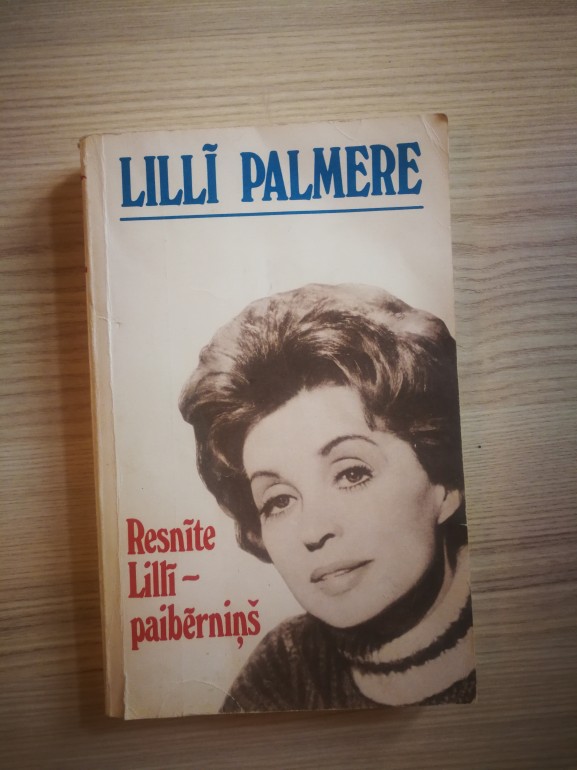 LILLĪ PALMERE
Resnīte
Lillī –
paibērniņš